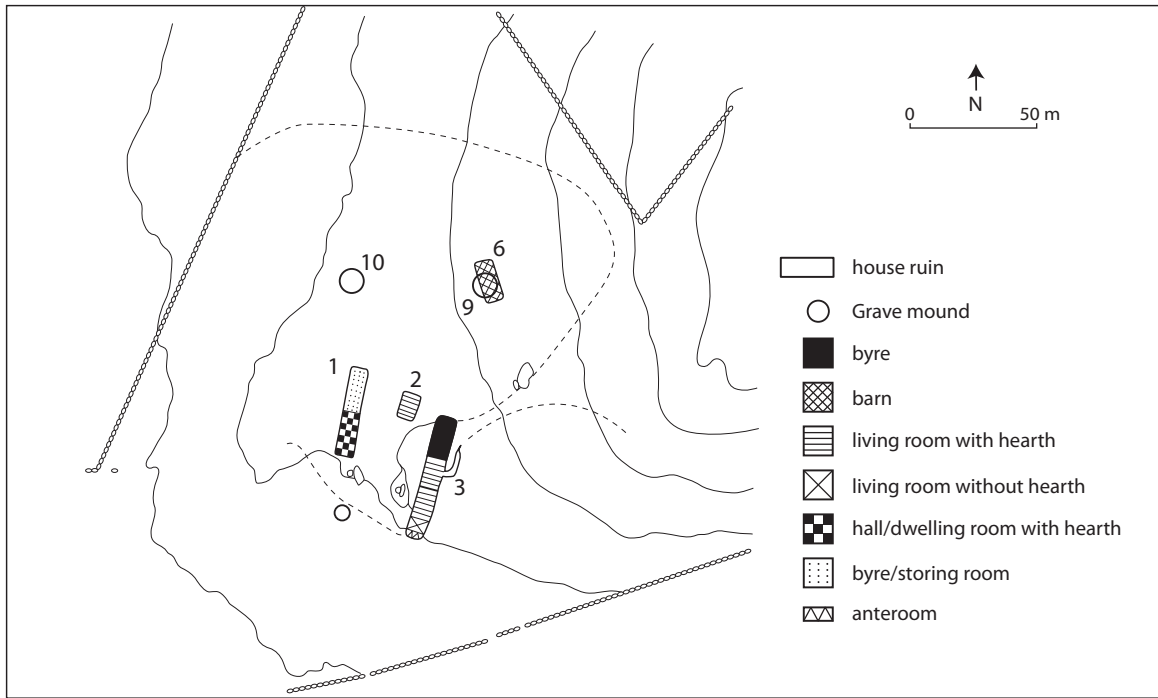 N
0 50 m
10
6
9
1
2
3
house ruin
Grave mound
byre
barn
living room with hearth
living room without hearth
hall/dwelling room with hearth
byre/storing room
anteroom